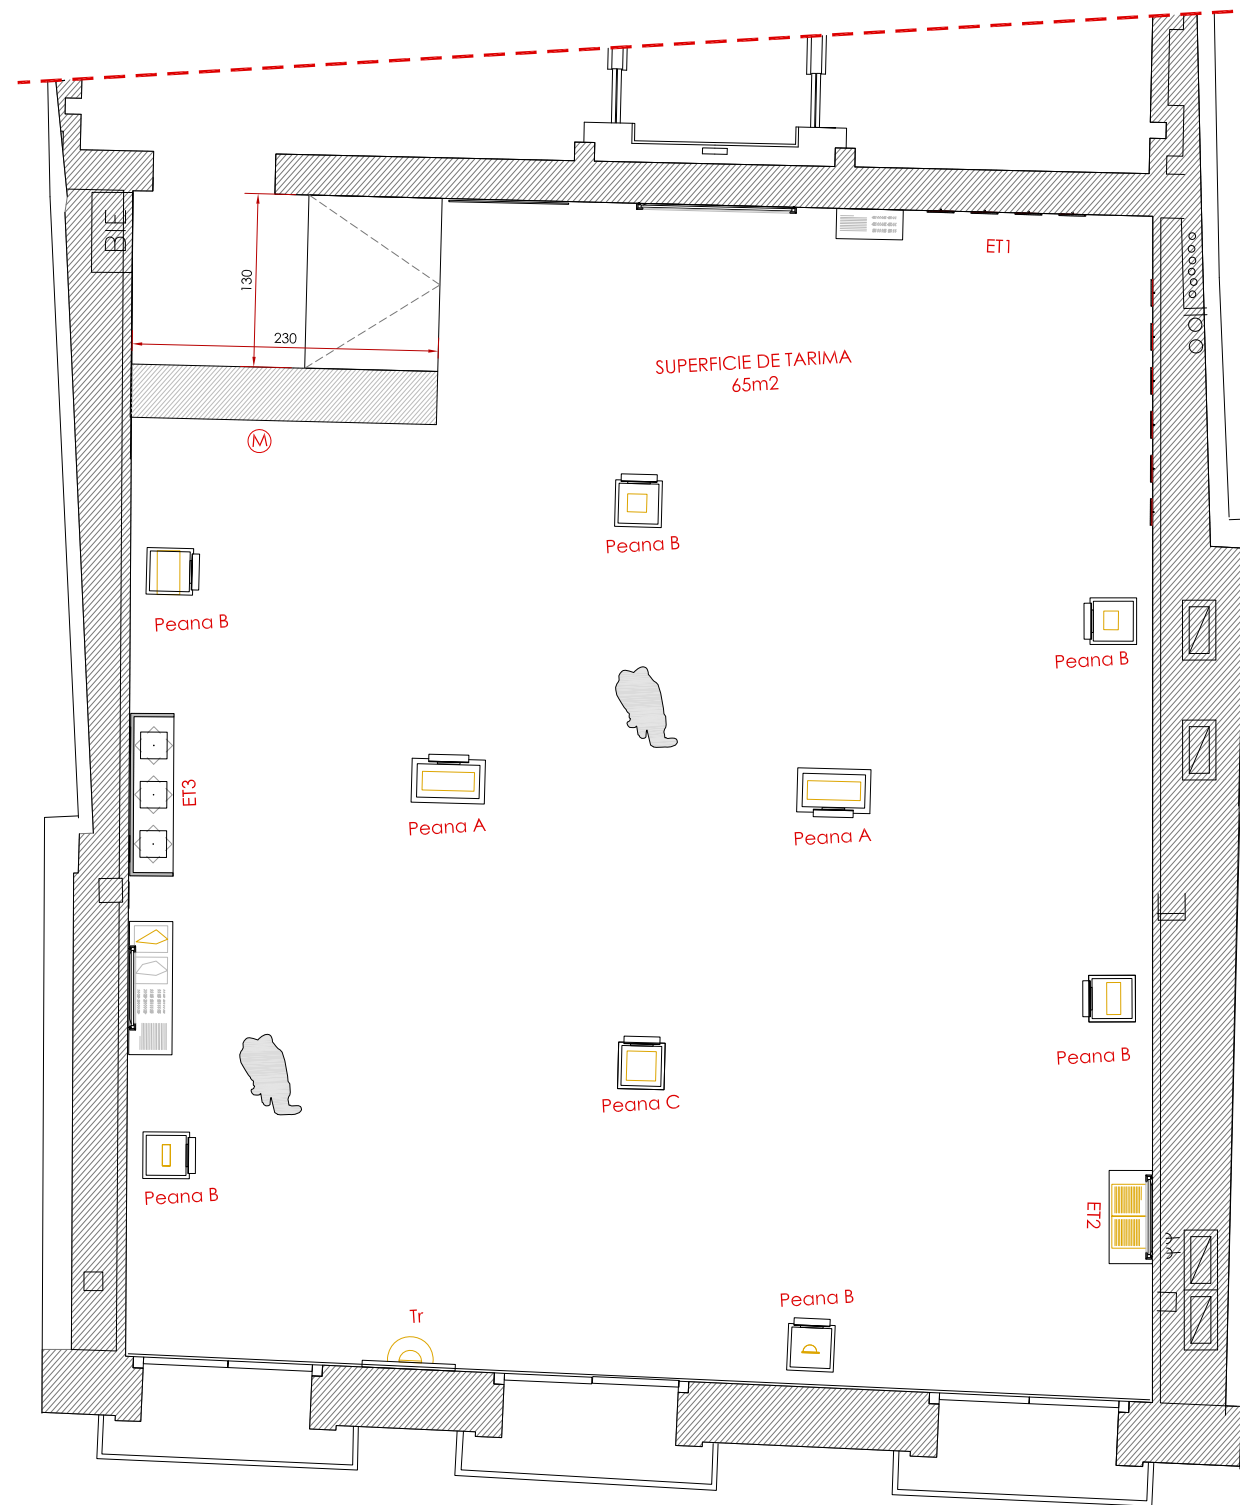 BIE
ET1
130
230
SUPERFICIE DE TARIMA
65m2
M
Peana B
Peana B
Peana B
ET3
Peana A
Peana A
Peana B
Peana C
Peana B
ET2
Peana B
Tr